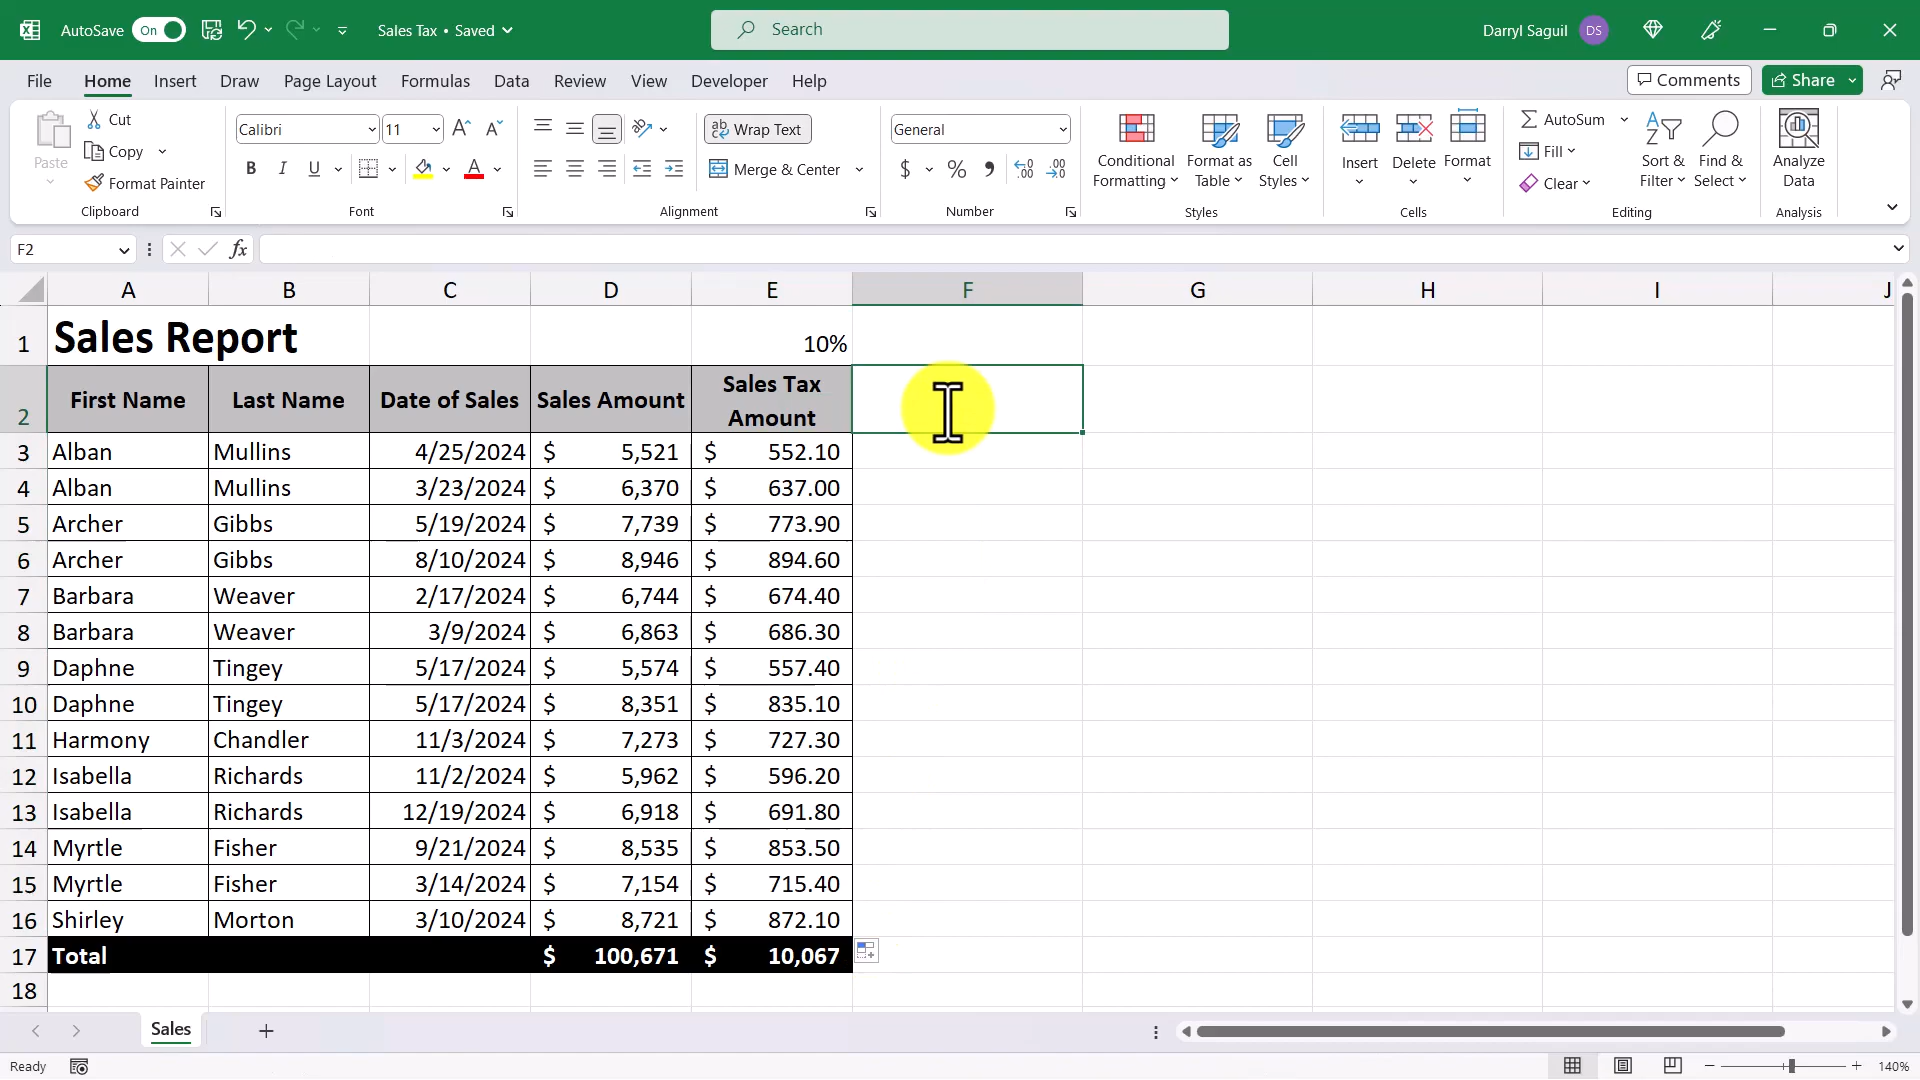 AutoSave On Sales Tax • Saved Search Darryl Saguil DS
File Home Insert Draw Page Layout Formulas Data Review View Developer Help Comments Share
Paste Cut Copy Format Painter Clipboard
Calibri 11 B I U A Font
ab Wrap Text Merge & Center Alignment
General $ % Number
Conditional Formatting Format as Table Cell Styles Styles
Insert Delete Format Cells
AutoSum Fill Clear Sort & Filter Find & Select Editing
Analyze Data Analysis
F2 fx
A B C D E F G H I J
1 Sales Report 10%
2 First Name Last Name Date of Sales Sales Amount Sales Tax Amount
3 Alban Mullins 4/25/2024 $ 5,521 $ 552.10
4 Alban Mullins 3/23/2024 $ 6,370 $ 637.00
5 Archer Gibbs 5/19/2024 $ 7,739 $ 773.90
6 Archer Gibbs 8/10/2024 $ 8,946 $ 894.60
7 Barbara Weaver 2/17/2024 $ 6,744 $ 674.40
8 Barbara Weaver 3/9/2024 $ 6,863 $ 686.30
9 Daphne Tingey 5/17/2024 $ 5,574 $ 557.40
10 Daphne Tingey 5/17/2024 $ 8,351 $ 835.10
11 Harmony Chandler 11/3/2024 $ 7,273 $ 727.30
12 Isabella Richards 11/2/2024 $ 5,962 $ 596.20
13 Isabella Richards 12/19/2024 $ 6,918 $ 691.80
14 Myrtle Fisher 9/21/2024 $ 8,535 $ 853.50
15 Myrtle Fisher 3/14/2024 $ 7,154 $ 715.40
16 Shirley Morton 3/10/2024 $ 8,721 $ 872.10
17 Total $ 100,671 $ 10,067
18
Sales
Ready 140%